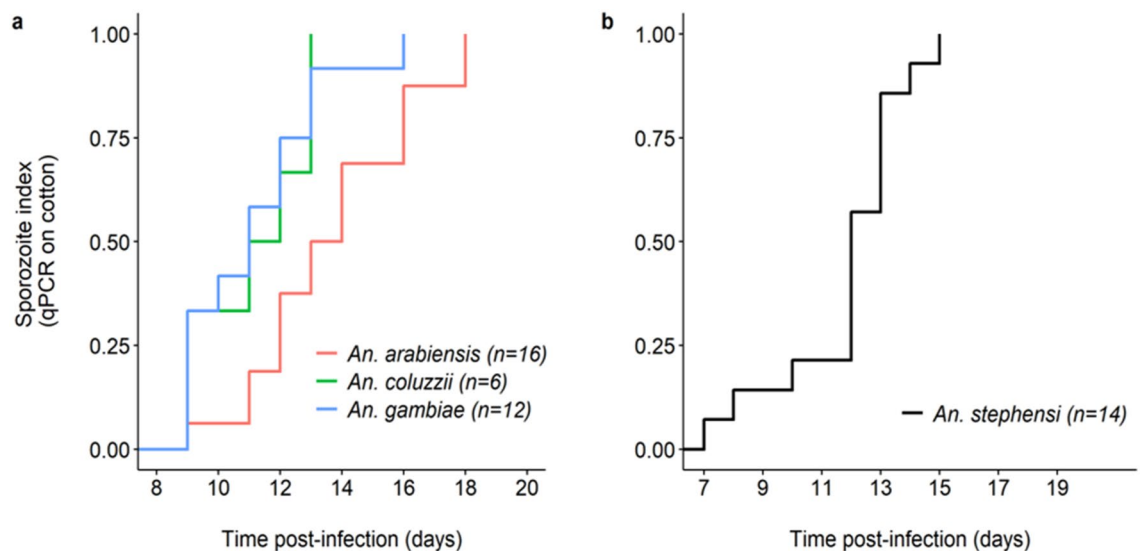 a
Sporozoite index
(qPCR on cotton)
1.00
0.75
0.50
0.25
0.00
An. arabiensis (n=16)
An. coluzzii (n=6)
An. gambiae (n=12)
8 10 12 14 16 18 20
Time post-infection (days)
b
1.00
0.75
0.50
0.25
0.00
An. stephensi (n=14)
7 9 11 13 15 17 19
Time post-infection (days)